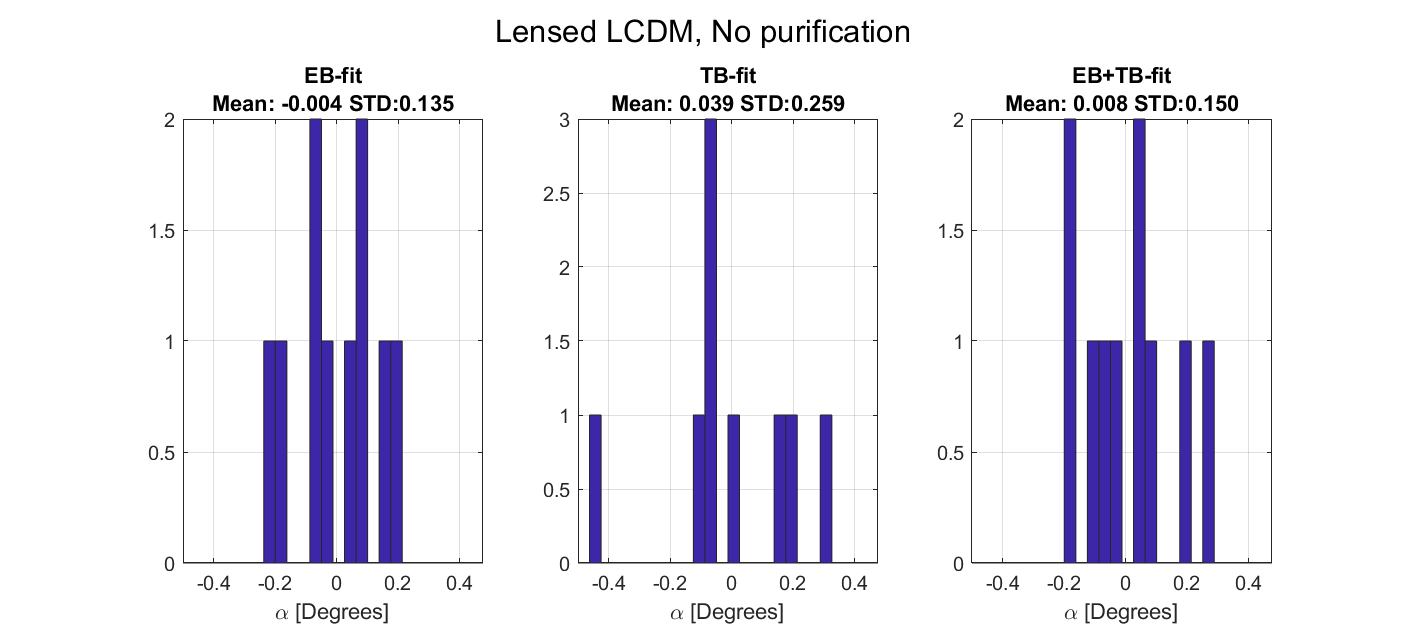 Lensed LCDM, No purification
EB-fit
Mean: -0.004 STD:0.135
2
1.5
1
0.5
0
-0.4 -0.2 0 0.2 0.4
α [Degrees]
TB-fit
Mean: 0.039 STD:0.259
3
2.5
2
1.5
1
0.5
0
-0.4 -0.2 0 0.2 0.4
α [Degrees]
EB+TB-fit
Mean: 0.008 STD:0.150
2
1.5
1
0.5
0
-0.4 -0.2 0 0.2 0.4
α [Degrees]